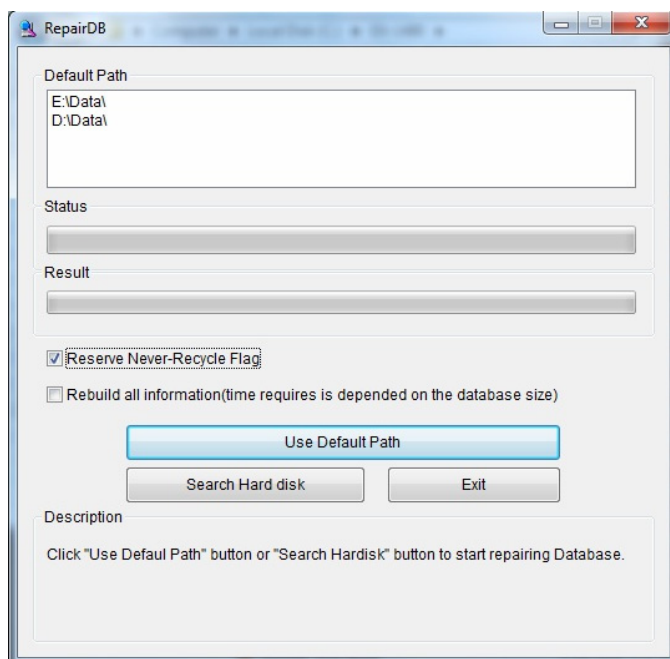 RepairDB
Default Path
E:\Data\
D:\Data\
Status
Result
Reserve Never-Recycle Flag
Rebuild all information(time requires is depended on the database size)
Use Default Path
Search Hard disk
Exit
Description
Click "Use Defaul Path" button or "Search Hardisk" button to start repairing Database.